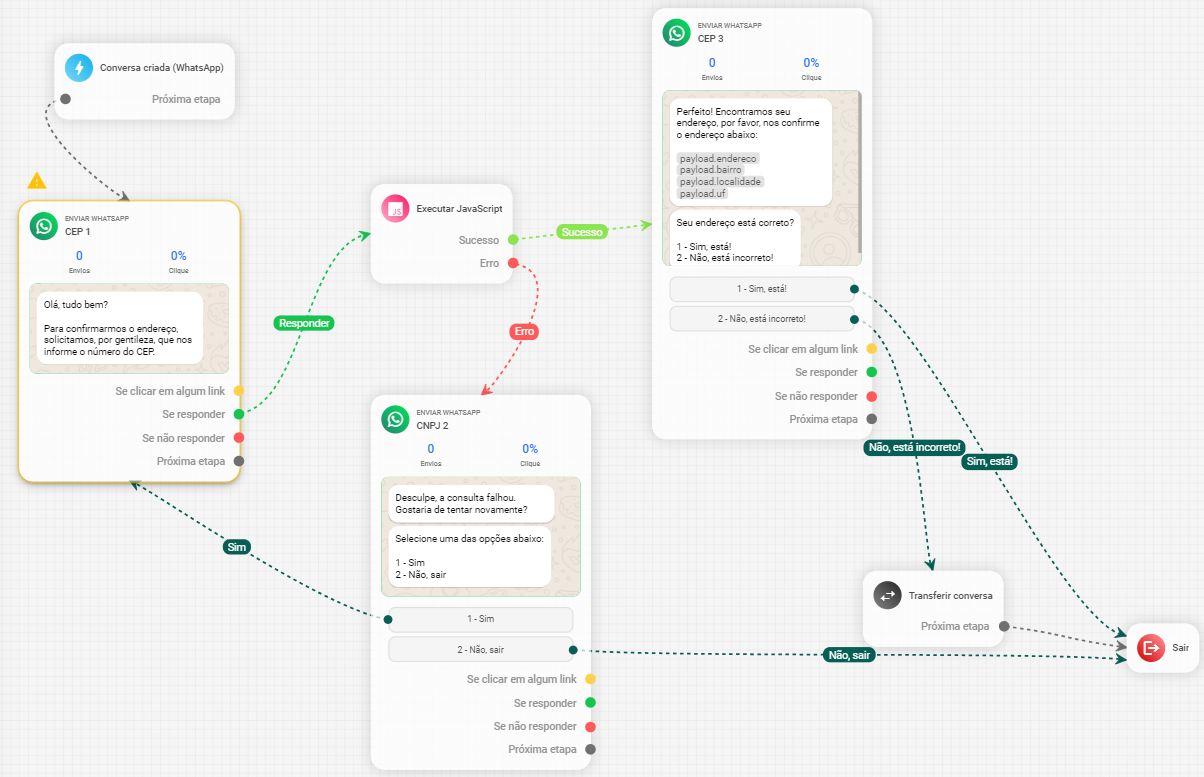 Conversa criada (WhatsApp)
Próxima etapa
ENVIAR WHATSAPP
CEP 1
0
0%
Envios
Clique
Olá, tudo bem?
Para confirmarmos o endereço,
solicitamos, por gentileza, que nos
informe o número do CEP.
Se clicar em algum link
Se responder
Se não responder
Próxima etapa
Responder
JS
Executar JavaScript
Sucesso
Erro
Sucesso
Erro
ENVIAR WHATSAPP
CNPJ 2
0
0%
Envios
Clique
Desculpe, a consulta falhou.
Gostaria de tentar novamente?
Selecione uma das opções abaixo:
1 - Sim
2 - Não, sair
1 - Sim
2 - Não, sair
Se clicar em algum link
Se responder
Se não responder
Próxima etapa
Sim
Não, sair
ENVIAR WHATSAPP
CEP 3
0
0%
Envios
Clique
Perfeito! Encontramos seu
endereço, por favor, nos confirme
o endereço abaixo:
payload.endereco
payload.bairro
payload.localidade
payload.uf
Seu endereço está correto?
1 - Sim, está!
2 - Não, está incorreto!
1 - Sim, está!
2 - Não, está incorreto!
Se clicar em algum link
Se responder
Se não responder
Próxima etapa
Não, está incorreto!
Sim, está!
Transferir conversa
Próxima etapa
Sair